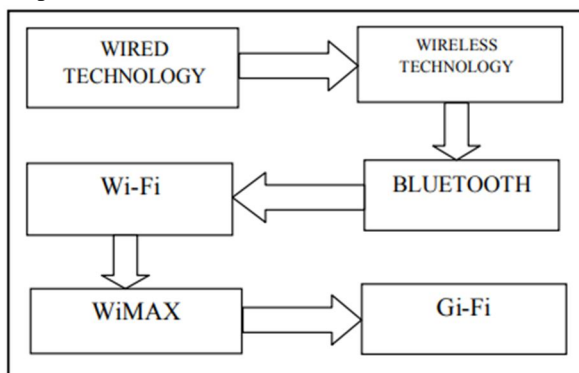 WIRED
TECHNOLOGY
WIRELESS
TECHNOLOGY
Wi-Fi
BLUETOOTH
WiMAX
Gi-Fi